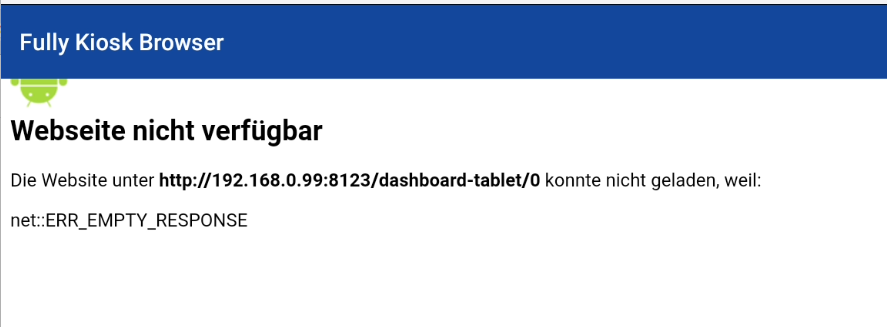 Fully Kiosk Browser
Webseite nicht verfügbar
Die Website unter http://192.168.0.99:8123/dashboard-tablet/0 konnte nicht geladen, weil:
net::ERR_EMPTY_RESPONSE